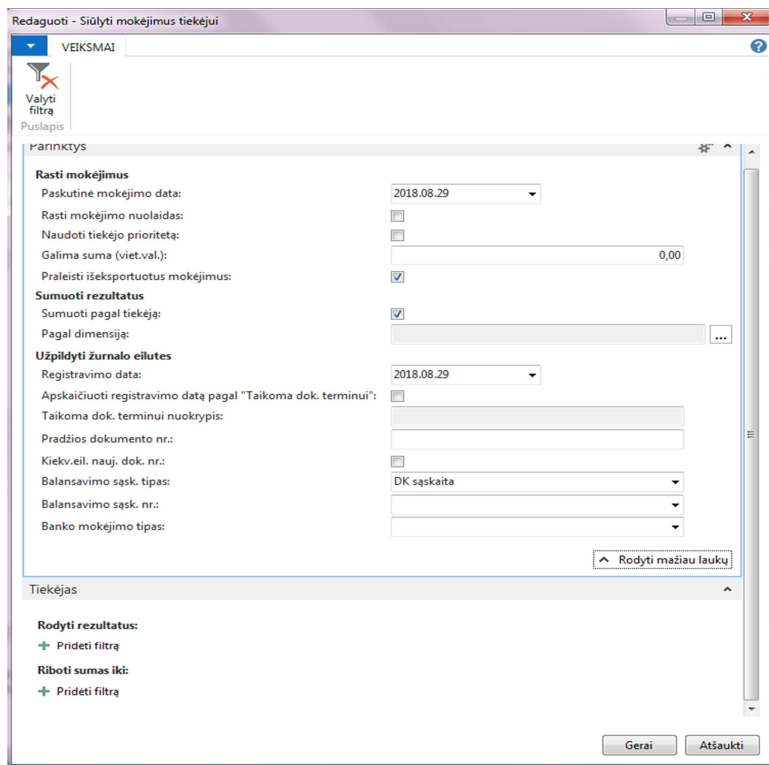 Redaguoti - Siūlyti mokėjimus tiekėjui
VEIKSMAI
Valyti
filtrą
Puslapis
Parinktys
Rasti mokėjimus
Paskutinė mokėjimo data: 2018.08.29
Rasti mokėjimo nuolaidas:
Naudoti tiekėjo prioritetą:
Galima suma (viet.val.): 0,00
Praleisti išeksportuotus mokėjimus:
Sumuoti rezultatus
Sumuoti pagal tiekėją:
Pagal dimensiją: ...
Užpildyti žurnalo eilutes
Registravimo data: 2018.08.29
Apskaičiuoti registravimo datą pagal "Taikoma dok. terminui":
Taikoma dok. terminui nuokrypis:
Pradžios dokumento nr.:
Kiekv.eil. nauj. dok. nr.:
Balansavimo sąsk. tipas: DK sąskaita
Balansavimo sąsk. nr.:
Banko mokėjimo tipas:
Rodyti mažiau laukų
Tiekėjas
Rodyti rezultatus:
Pridėti filtrą
Riboti sumas iki:
Pridėti filtrą
Gerai Atšaukti